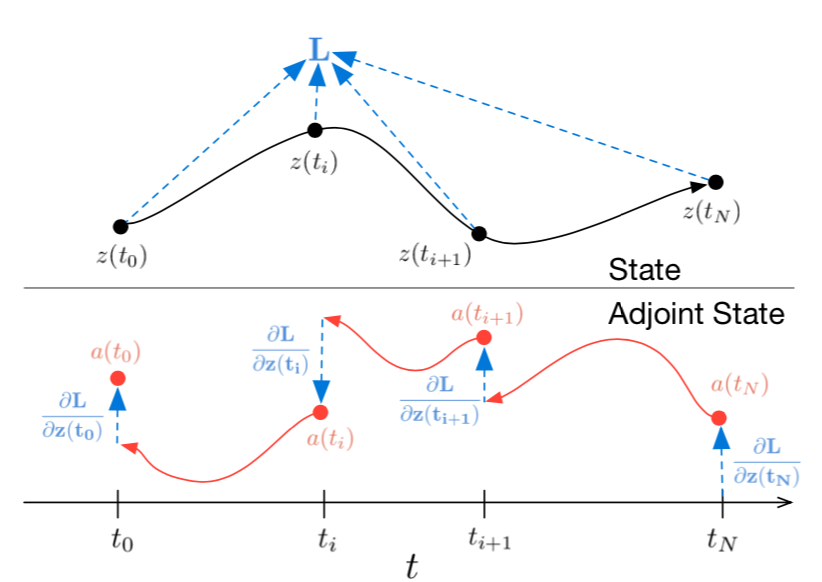 L
z(t_i)
z(t_N)
z(t_0)
z(t_{i+1})
State
Adjoint State
a(t_{i+1})
∂L/∂z(t_i)
a(t_0)
∂L/∂z(t_{i+1})
a(t_N)
∂L/∂z(t_0)
a(t_i)
∂L/∂z(t_N)
t_0 t_i t_{i+1} t_N
t